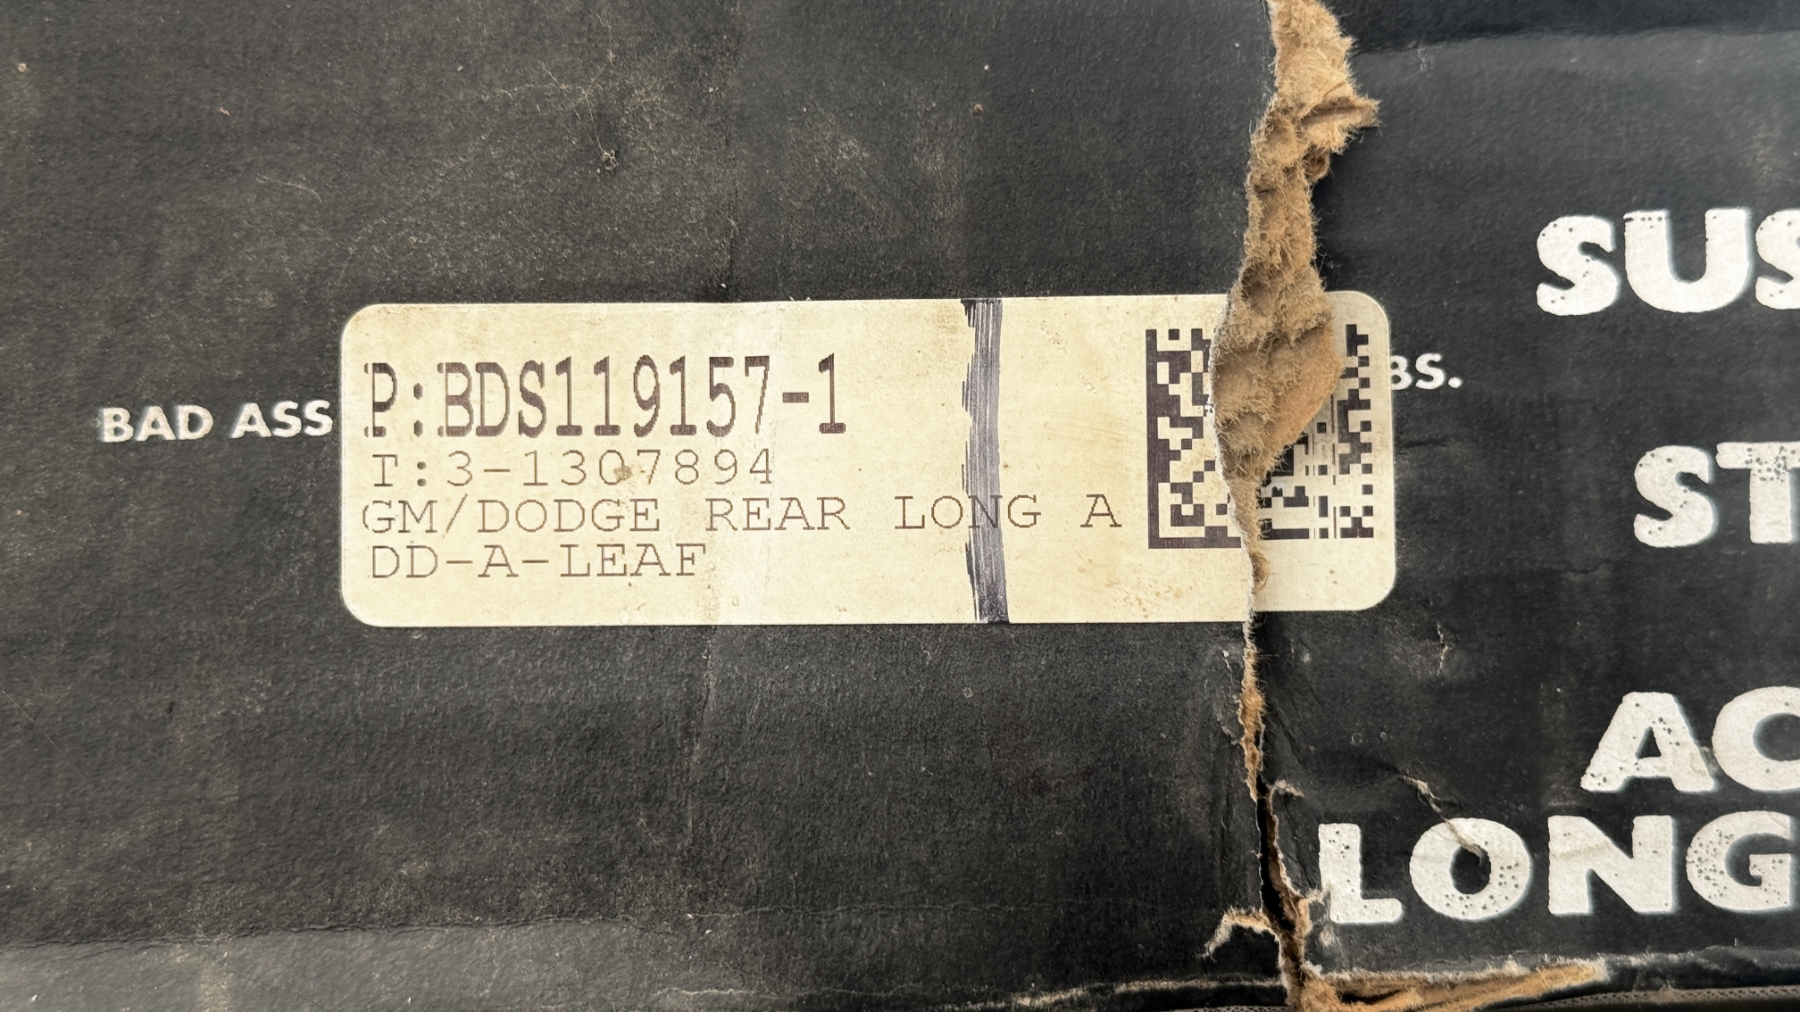 BAD ASS
P:BDS119157-1
T:3-1307894
GM/DODGE REAR LONG A
DD-A-LEAF
BS.
SUS
ST
AC
LONG